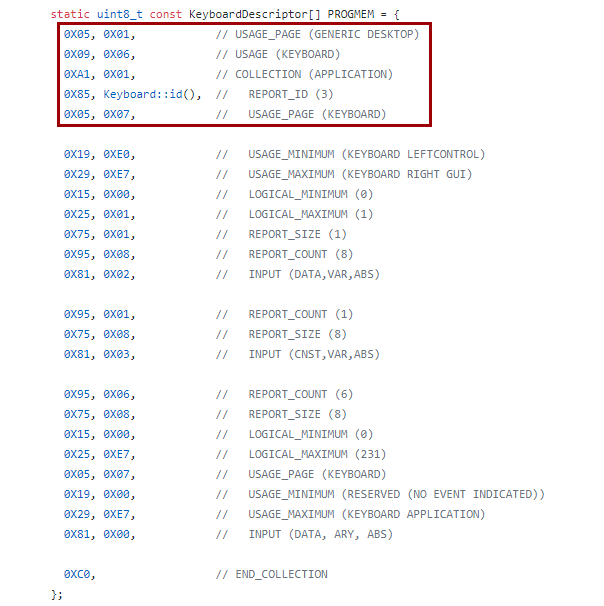 static uint8_t const KeyboardDescriptor[] PROGMEM = {
0X05, 0X01, // USAGE_PAGE (GENERIC DESKTOP)
0X09, 0X06, // USAGE (KEYBOARD)
0XA1, 0X01, // COLLECTION (APPLICATION)
0X85, Keyboard::id(), // REPORT_ID (3)
0X05, 0X07, // USAGE_PAGE (KEYBOARD)
0X19, 0XE0, // USAGE_MINIMUM (KEYBOARD LEFTCONTROL)
0X29, 0XE7, // USAGE_MAXIMUM (KEYBOARD RIGHT GUI)
0X15, 0X00, // LOGICAL_MINIMUM (0)
0X25, 0X01, // LOGICAL_MAXIMUM (1)
0X75, 0X01, // REPORT_SIZE (1)
0X95, 0X08, // REPORT_COUNT (8)
0X81, 0X02, // INPUT (DATA,VAR,ABS)
0X95, 0X01, // REPORT_COUNT (1)
0X75, 0X08, // REPORT_SIZE (8)
0X81, 0X03, // INPUT (CNST,VAR,ABS)
0X95, 0X06, // REPORT_COUNT (6)
0X75, 0X08, // REPORT_SIZE (8)
0X15, 0X00, // LOGICAL_MINIMUM (0)
0X25, 0XE7, // LOGICAL_MAXIMUM (231)
0X05, 0X07, // USAGE_PAGE (KEYBOARD)
0X19, 0X00, // USAGE_MINIMUM (RESERVED (NO EVENT INDICATED))
0X29, 0XE7, // USAGE_MAXIMUM (KEYBOARD APPLICATION)
0X81, 0X00, // INPUT (DATA, ARY, ABS)
0XC0, // END_COLLECTION
};